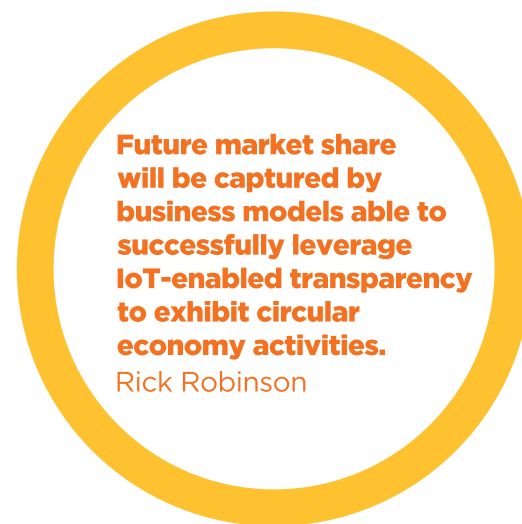 Future market share
will be captured by
business models able to
successfully leverage
IoT-enabled transparency
to exhibit circular
economy activities.
Rick Robinson